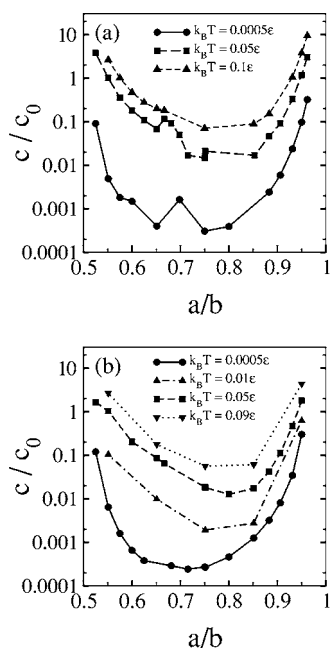 (a)
k_BT = 0.0005ε
k_BT = 0.05ε
k_BT = 0.1ε
10
1
0.1
0.01
0.001
0.0001
c / c_0
0.5 0.6 0.7 0.8 0.9 1
a/b
(b)
k_BT = 0.0005ε
k_BT = 0.01ε
k_BT = 0.05ε
k_BT = 0.09ε
10
1
0.1
0.01
0.001
0.0001
c / c_0
0.5 0.6 0.7 0.8 0.9 1
a/b